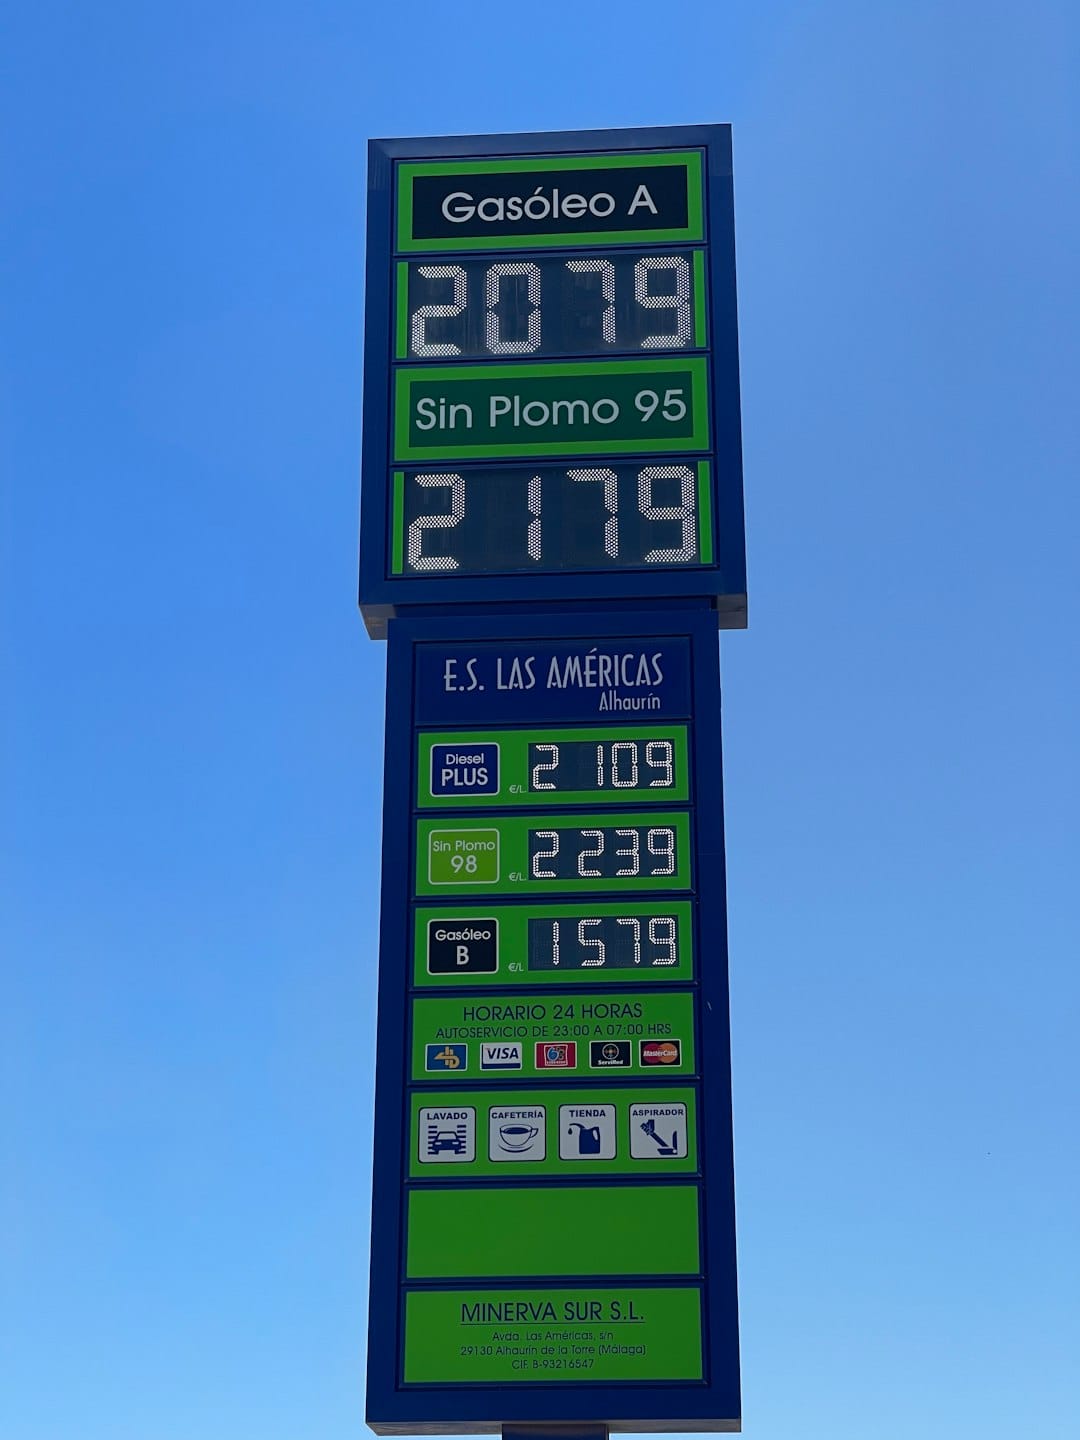 Gasóleo A
2079
Sin Plomo 95
2179
E.S. LAS AMÉRICAS
Alhaurín
Diesel
PLUS
€/L
2109
Sin Plomo
98
€/L
2239
Gasóleo
B
€/L
1579
HORARIO 24 HORAS
AUTOSERVICIO DE 23:00 A 07:00 HRS
VISA ServiRed MasterCard
LAVADO CAFETERÍA TIENDA ASPIRADOR
MINERVA SUR S.L.
Avda. Las Américas, s/n
29130 Alhaurín de la Torre (Málaga)
CIF. B-93216547